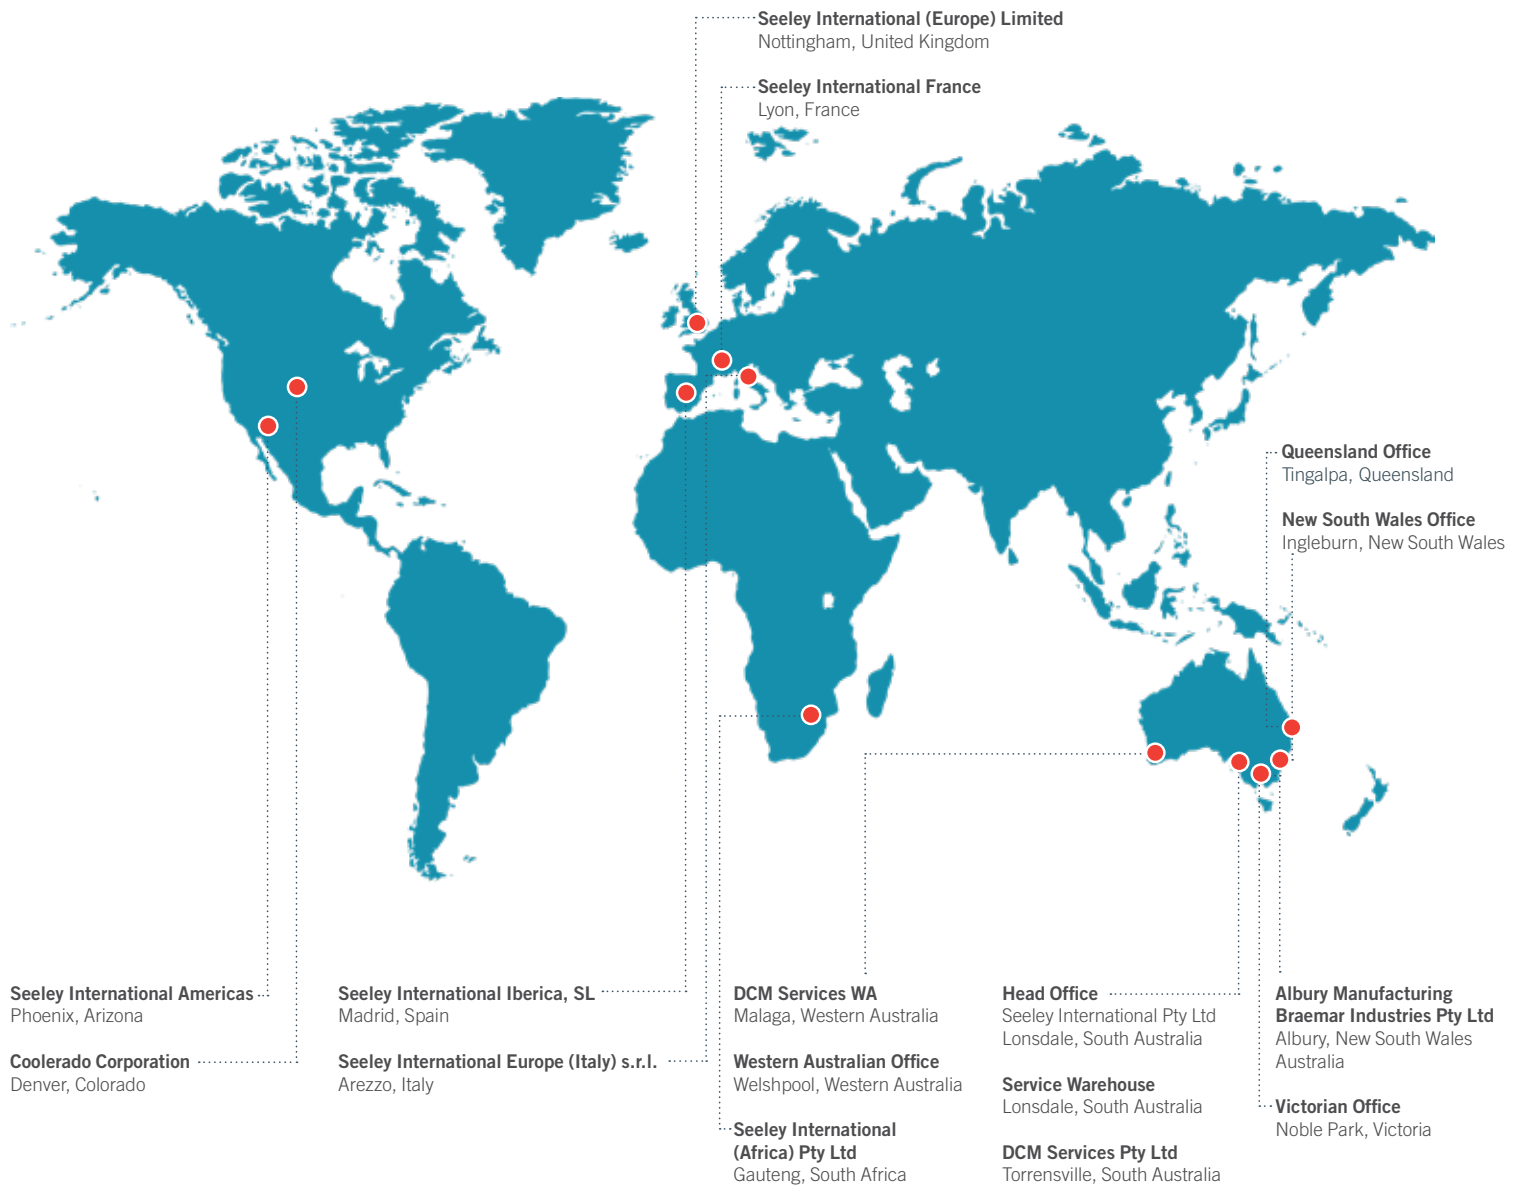 Seeley International (Europe) Limited
Nottingham, United Kingdom
Seeley International France
Lyon, France
Queensland Office
Tingalpa, Queensland
New South Wales Office
Ingleburn, New South Wales
Seeley International Americas
Phoenix, Arizona
Coolerado Corporation
Denver, Colorado
Seeley International Iberica, SL
Madrid, Spain
Seeley International Europe (Italy) s.r.l.
Arezzo, Italy
DCM Services WA
Malaga, Western Australia
Western Australian Office
Welshpool, Western Australia
Seeley International
(Africa) Pty Ltd
Gauteng, South Africa
Head Office
Seeley International Pty Ltd
Lonsdale, South Australia
Service Warehouse
Lonsdale, South Australia
DCM Services Pty Ltd
Torrensville, South Australia
Albury Manufacturing
Braemar Industries Pty Ltd
Albury, New South Wales
Australia
Victorian Office
Noble Park, Victoria